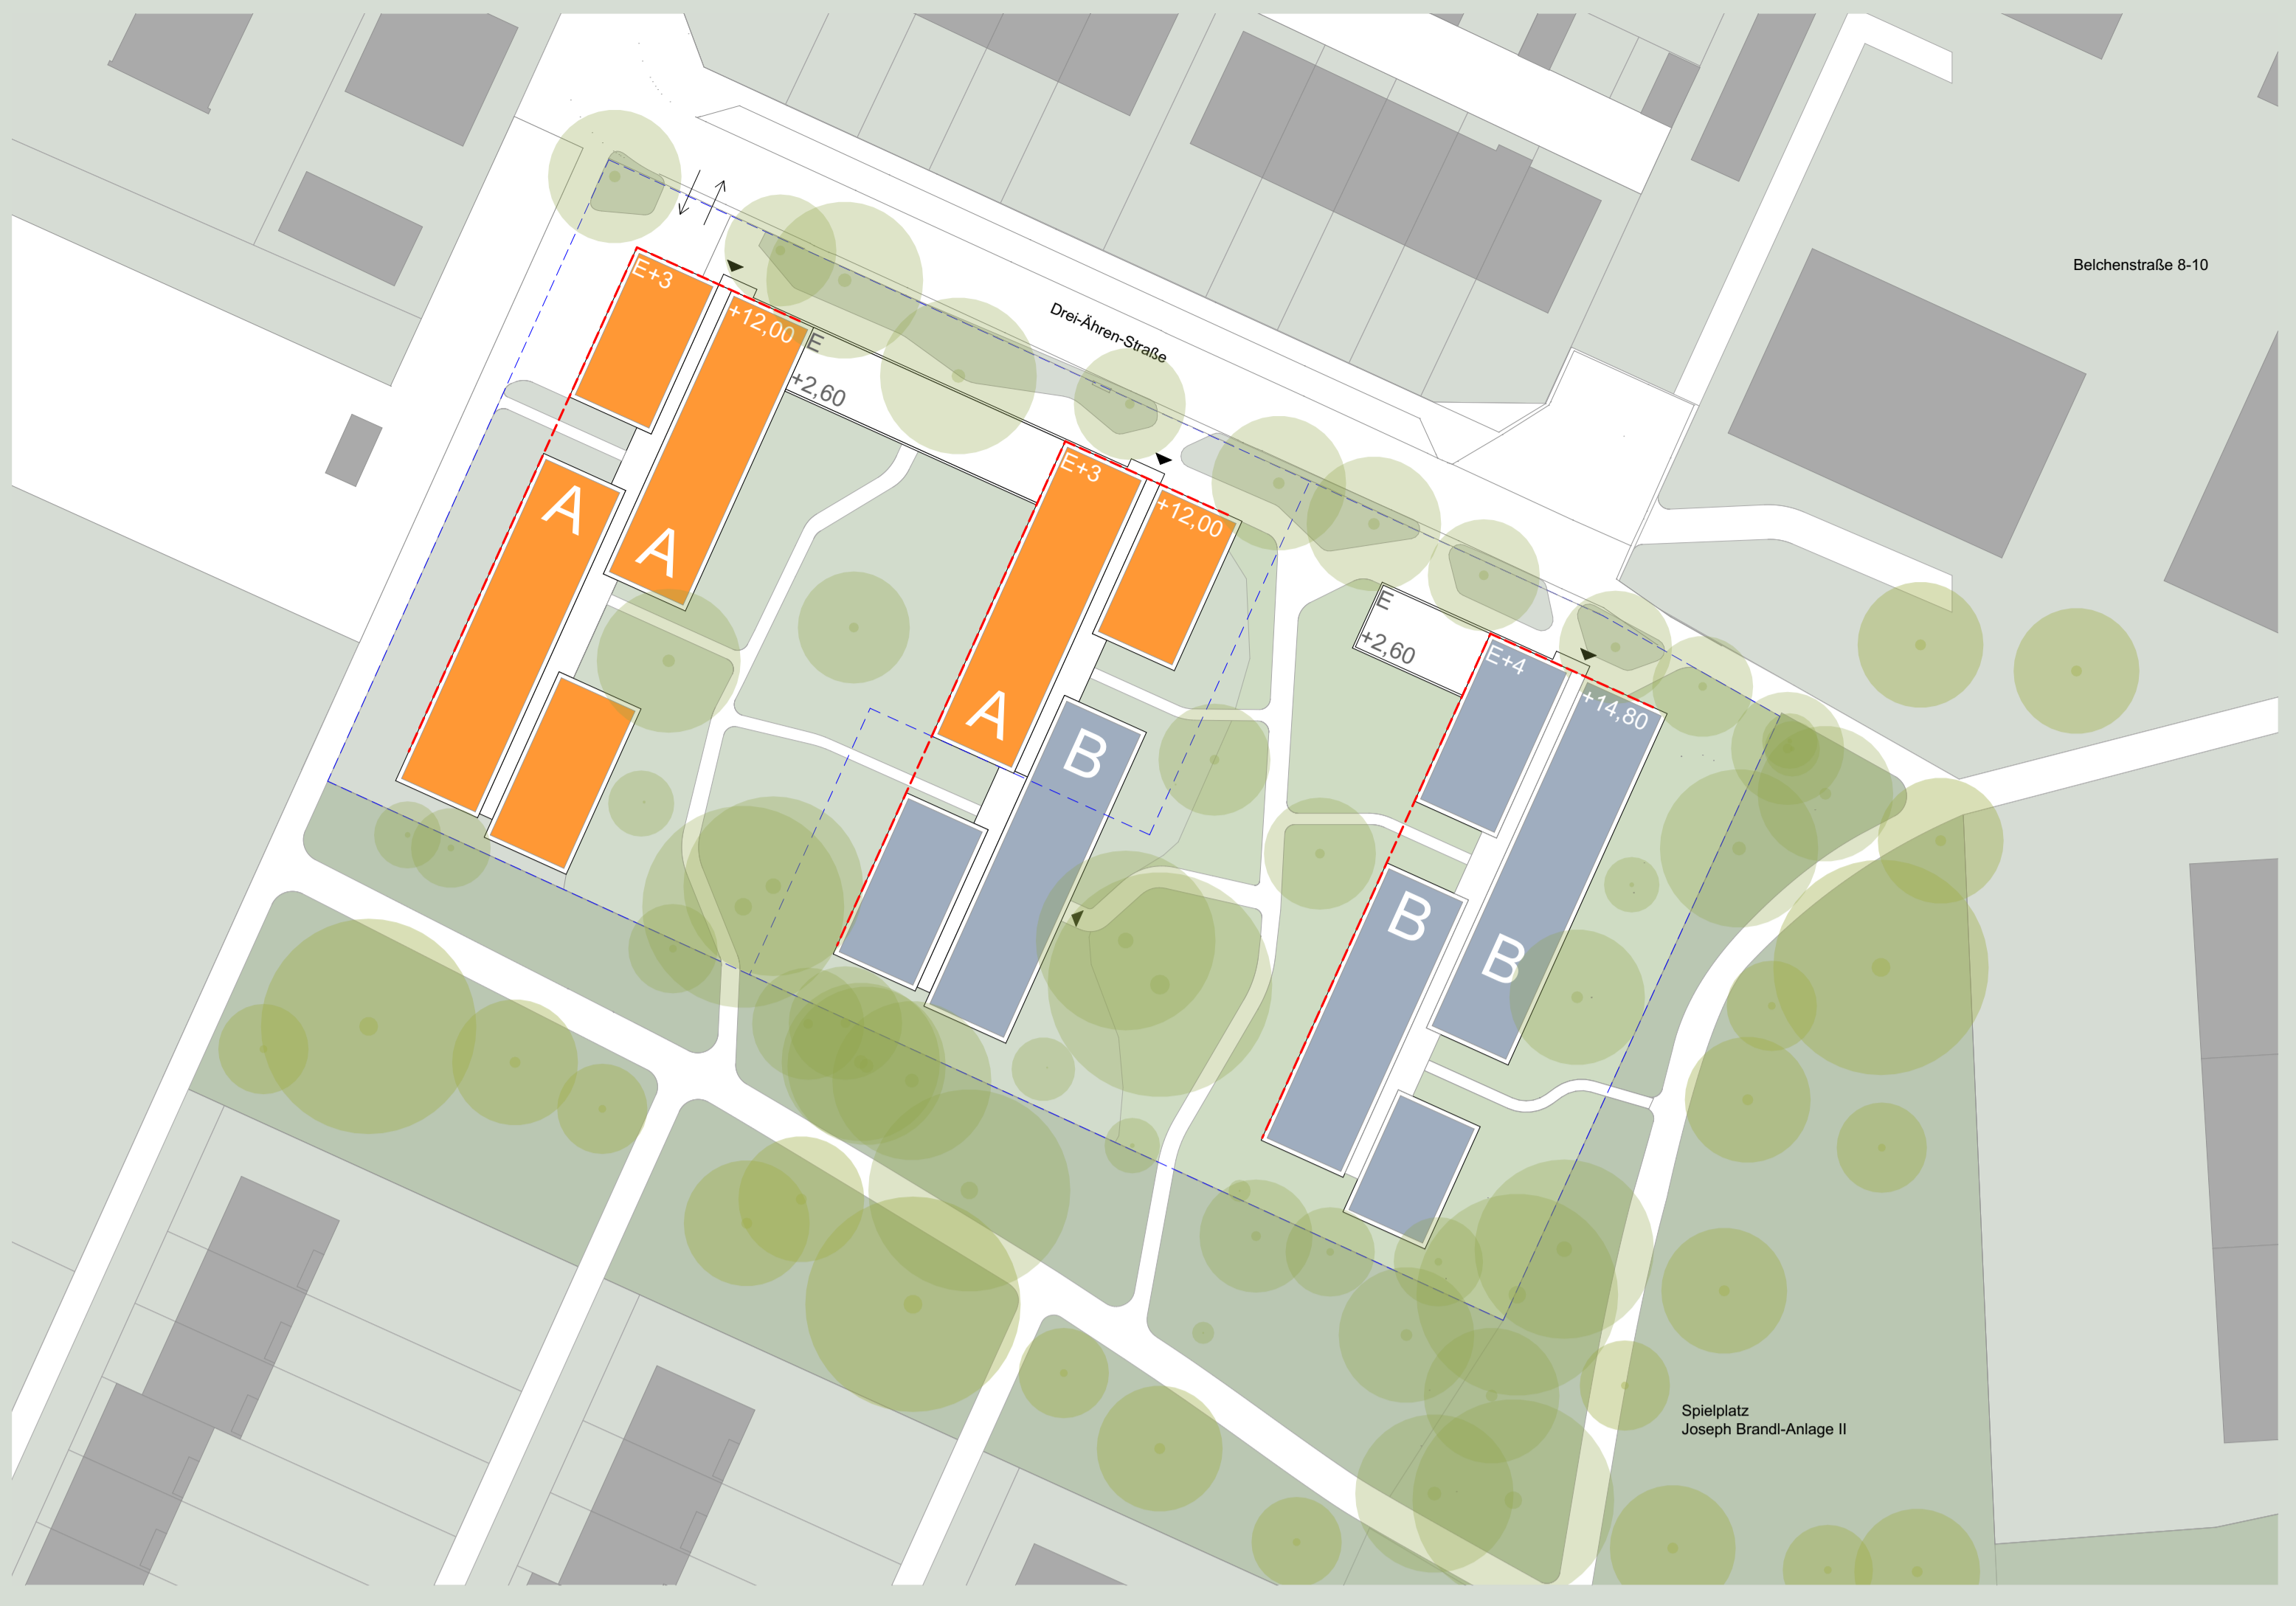 Belchenstraße 8-10
E+3
+12,00
Drei-Ähren-Straße
E
+2,60
E+3
+12,00
A
A
E
+2,60
E+4
+14,80
A
B
B
B
Spielplatz
Joseph Brandl-Anlage II